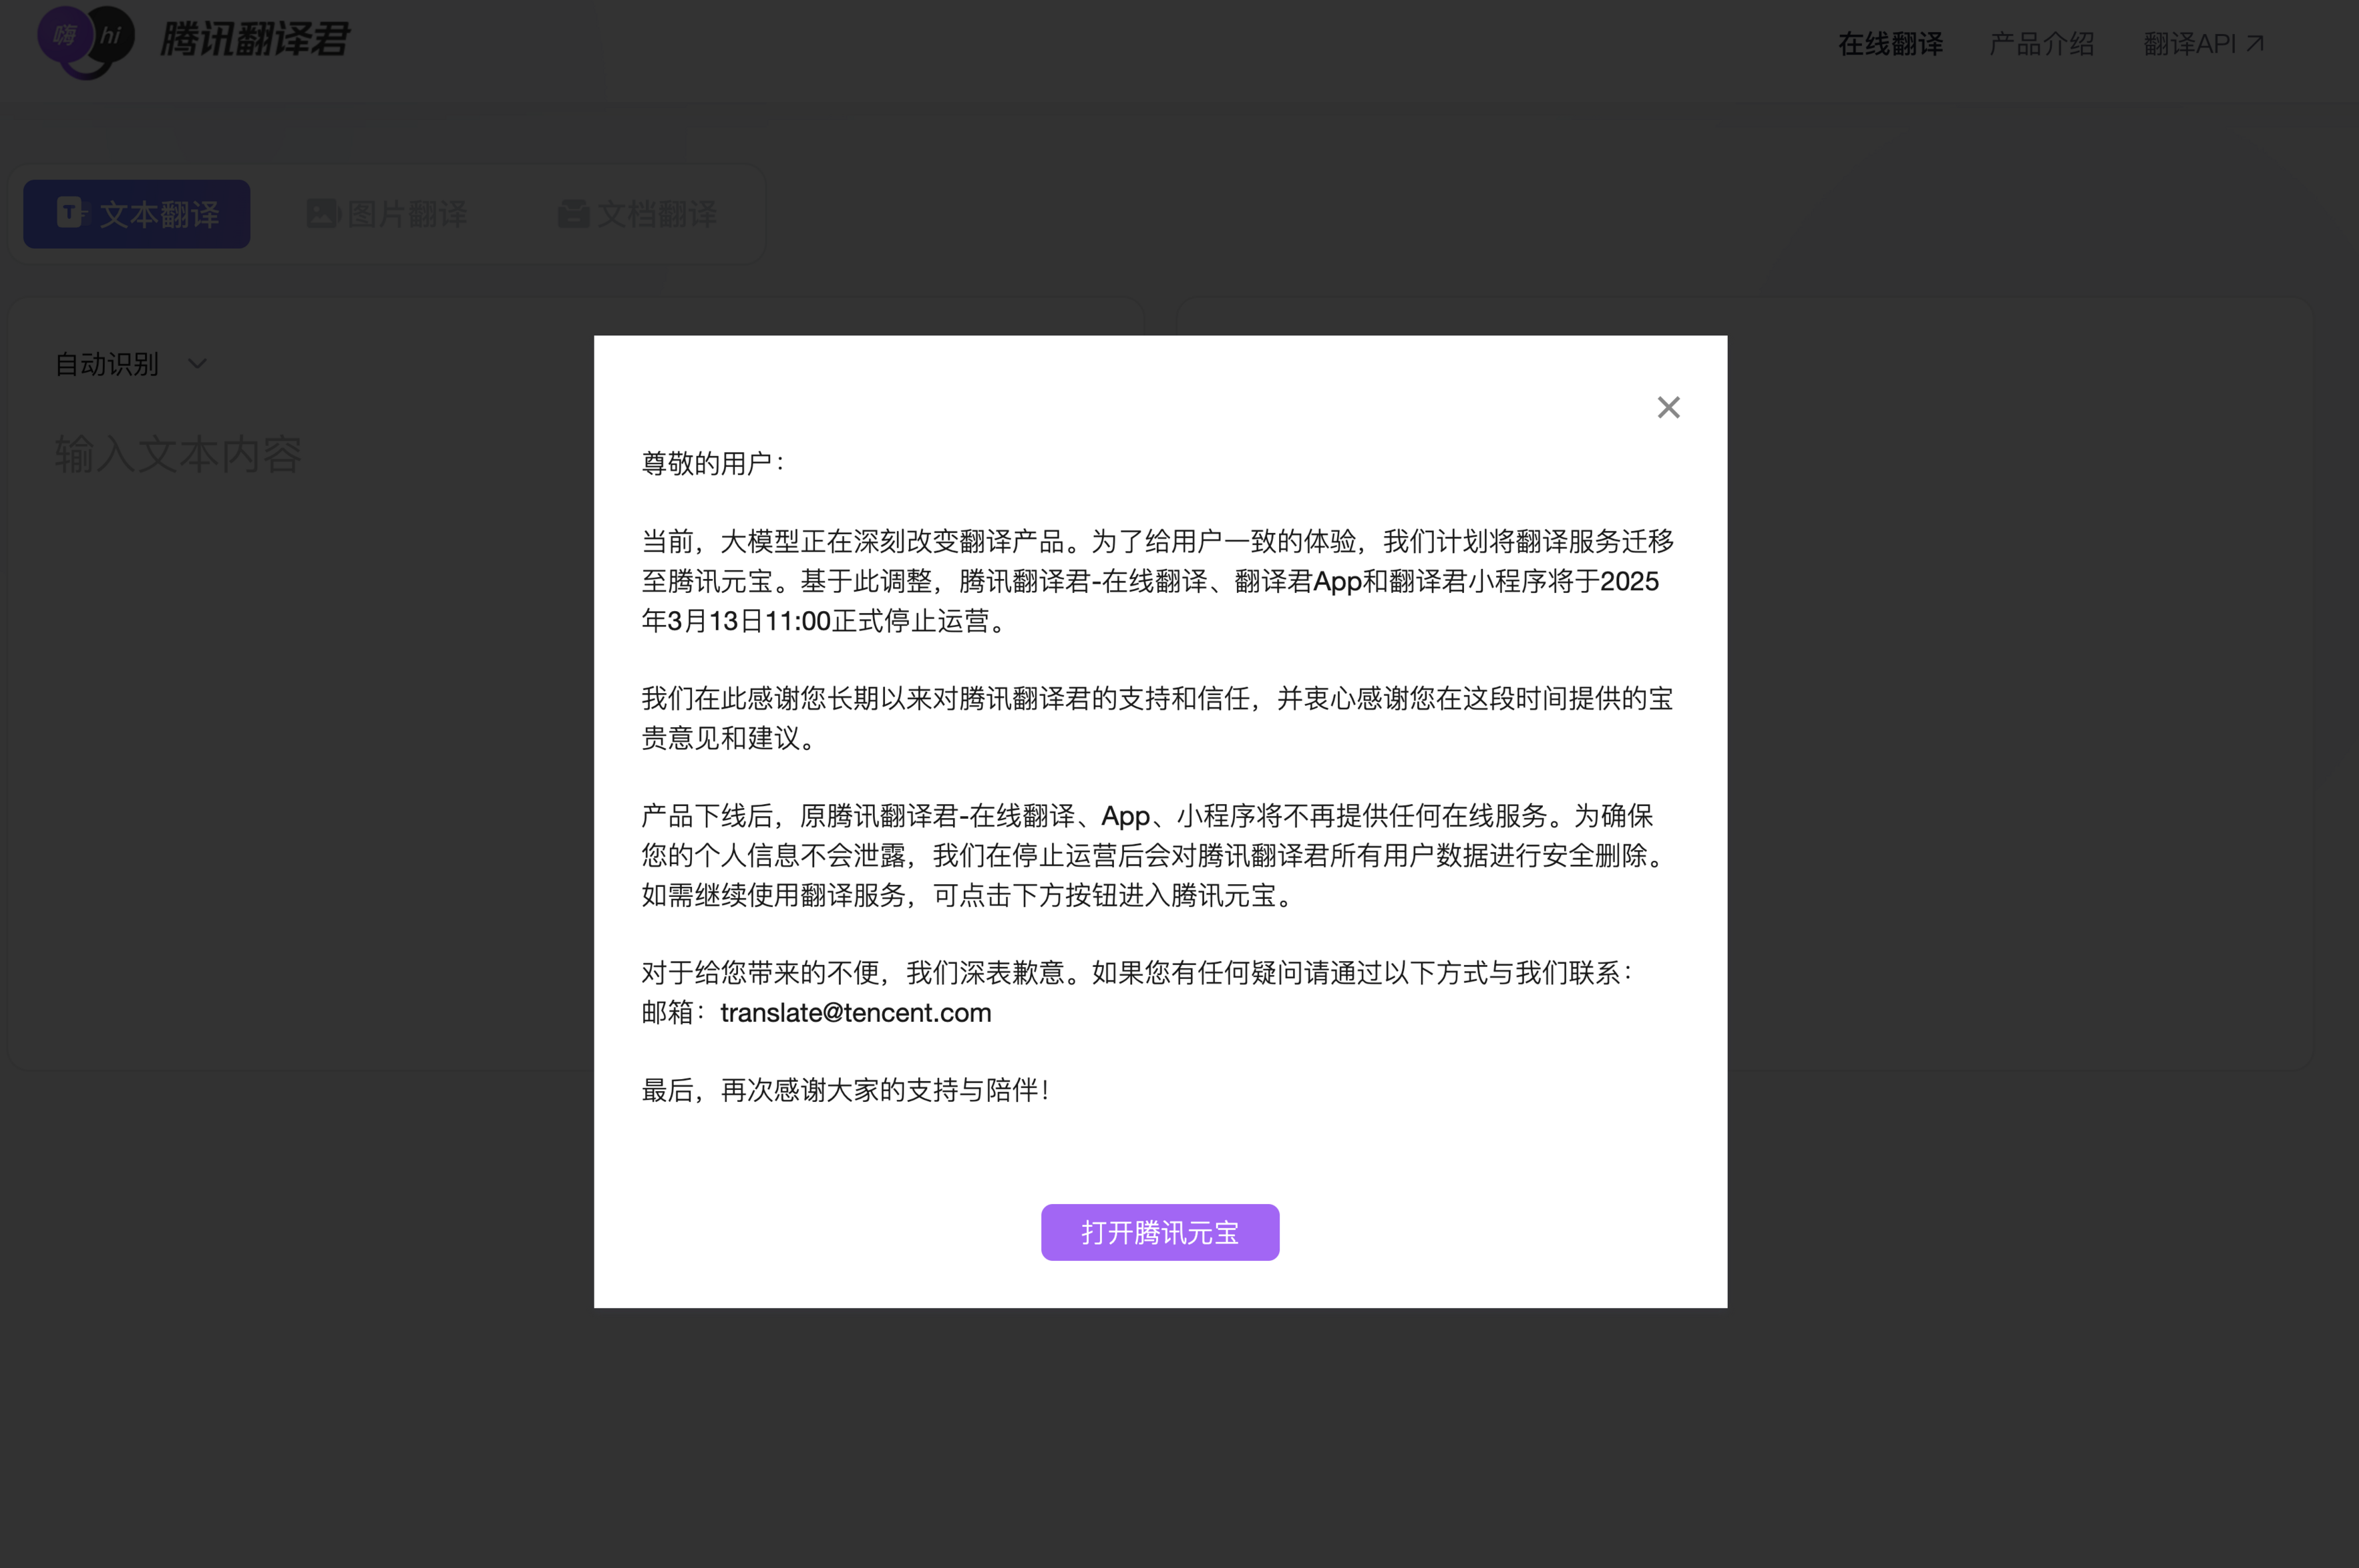 嗨 hi 腾讯翻译君
在线翻译 产品介绍 翻译API
文本翻译 图片翻译 文档翻译
自动识别
输入文本内容
尊敬的用户：
当前，大模型正在深刻改变翻译产品。为了给用户一致的体验，我们计划将翻译服务迁移
至腾讯元宝。基于此调整，腾讯翻译君-在线翻译、翻译君App和翻译君小程序将于2025
年3月13日11:00正式停止运营。
我们在此感谢您长期以来对腾讯翻译君的支持和信任，并衷心感谢您在这段时间提供的宝
贵意见和建议。
产品下线后，原腾讯翻译君-在线翻译、App、小程序将不再提供任何在线服务。为确保
您的个人信息不会泄露，我们在停止运营后会对腾讯翻译君所有用户数据进行安全删除。
如需继续使用翻译服务，可点击下方按钮进入腾讯元宝。
对于给您带来的不便，我们深表歉意。如果您有任何疑问请通过以下方式与我们联系：
邮箱：translate@tencent.com
最后，再次感谢大家的支持与陪伴！
打开腾讯元宝